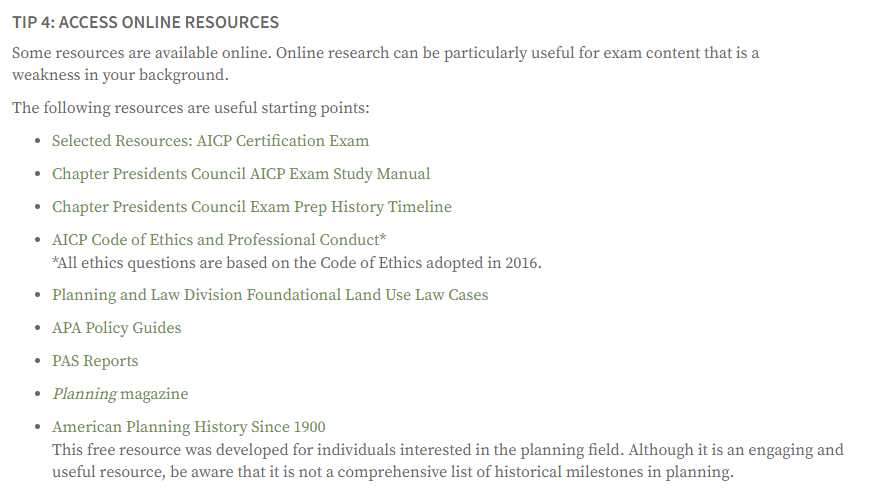 TIP 4: ACCESS ONLINE RESOURCES
Some resources are available online. Online research can be particularly useful for exam content that is a
weakness in your background.
The following resources are useful starting points:
• Selected Resources: AICP Certification Exam
• Chapter Presidents Council AICP Exam Study Manual
• Chapter Presidents Council Exam Prep History Timeline
• AICP Code of Ethics and Professional Conduct*
*All ethics questions are based on the Code of Ethics adopted in 2016.
• Planning and Law Division Foundational Land Use Law Cases
• APA Policy Guides
• PAS Reports
• Planning magazine
• American Planning History Since 1900
This free resource was developed for individuals interested in the planning field. Although it is an engaging and
useful resource, be aware that it is not a comprehensive list of historical milestones in planning.